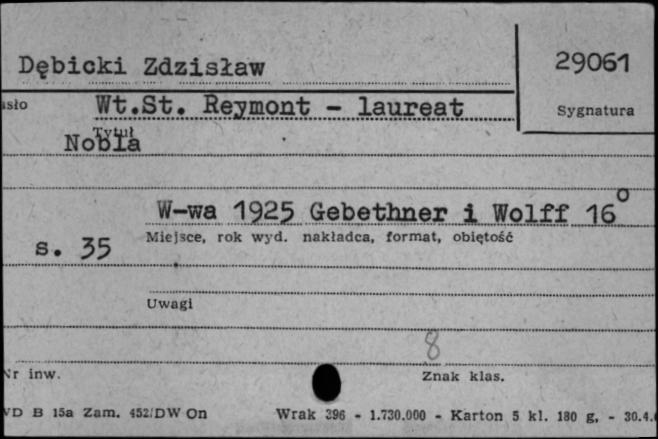 Dębicki Zdzisław
29061
Sygnatura
Wt.St. Reymont - laureat
Tytuł
Nobla
W-wa 1925 Gebethner i Wolff 16°
Miejsce, rok wyd. nakładca, format, obiętość
s. 35
Uwagi
8
inw.
Znak klas.
B 15a Zam. 452/DW On
Wrak 396 - 1.730.000 - Karton 5 kl. 180 g. - 30.4.